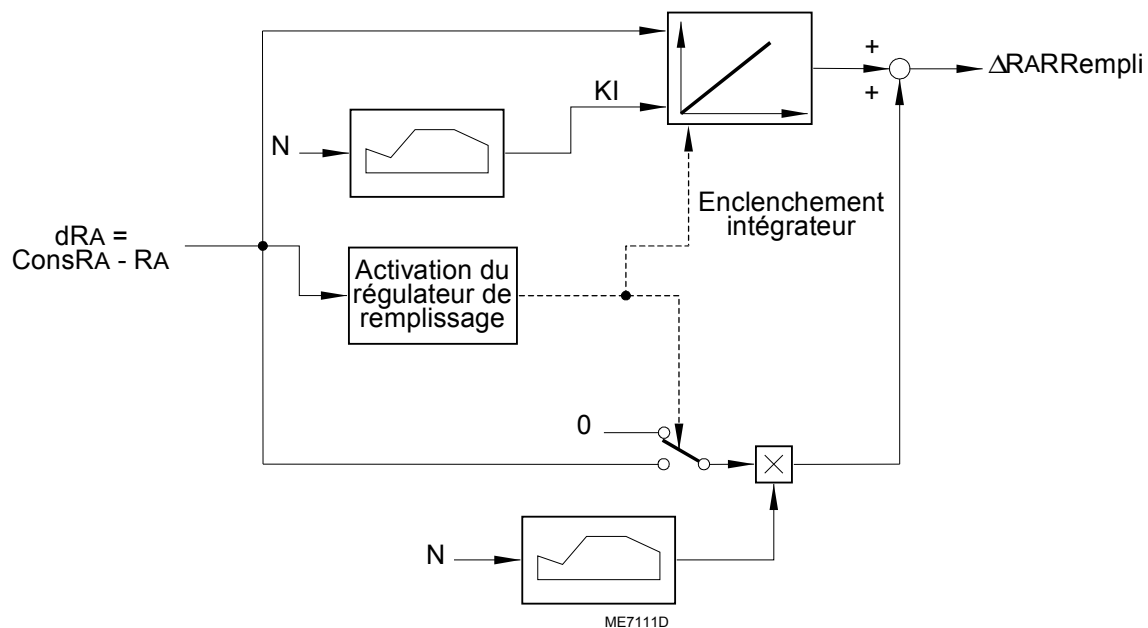 +
ΔRARRempli
+
KI
N
Enclenchement
intégrateur
dRA =
ConsRA - RA
Activation du
régulateur de
remplissage
0
N
ME7111D